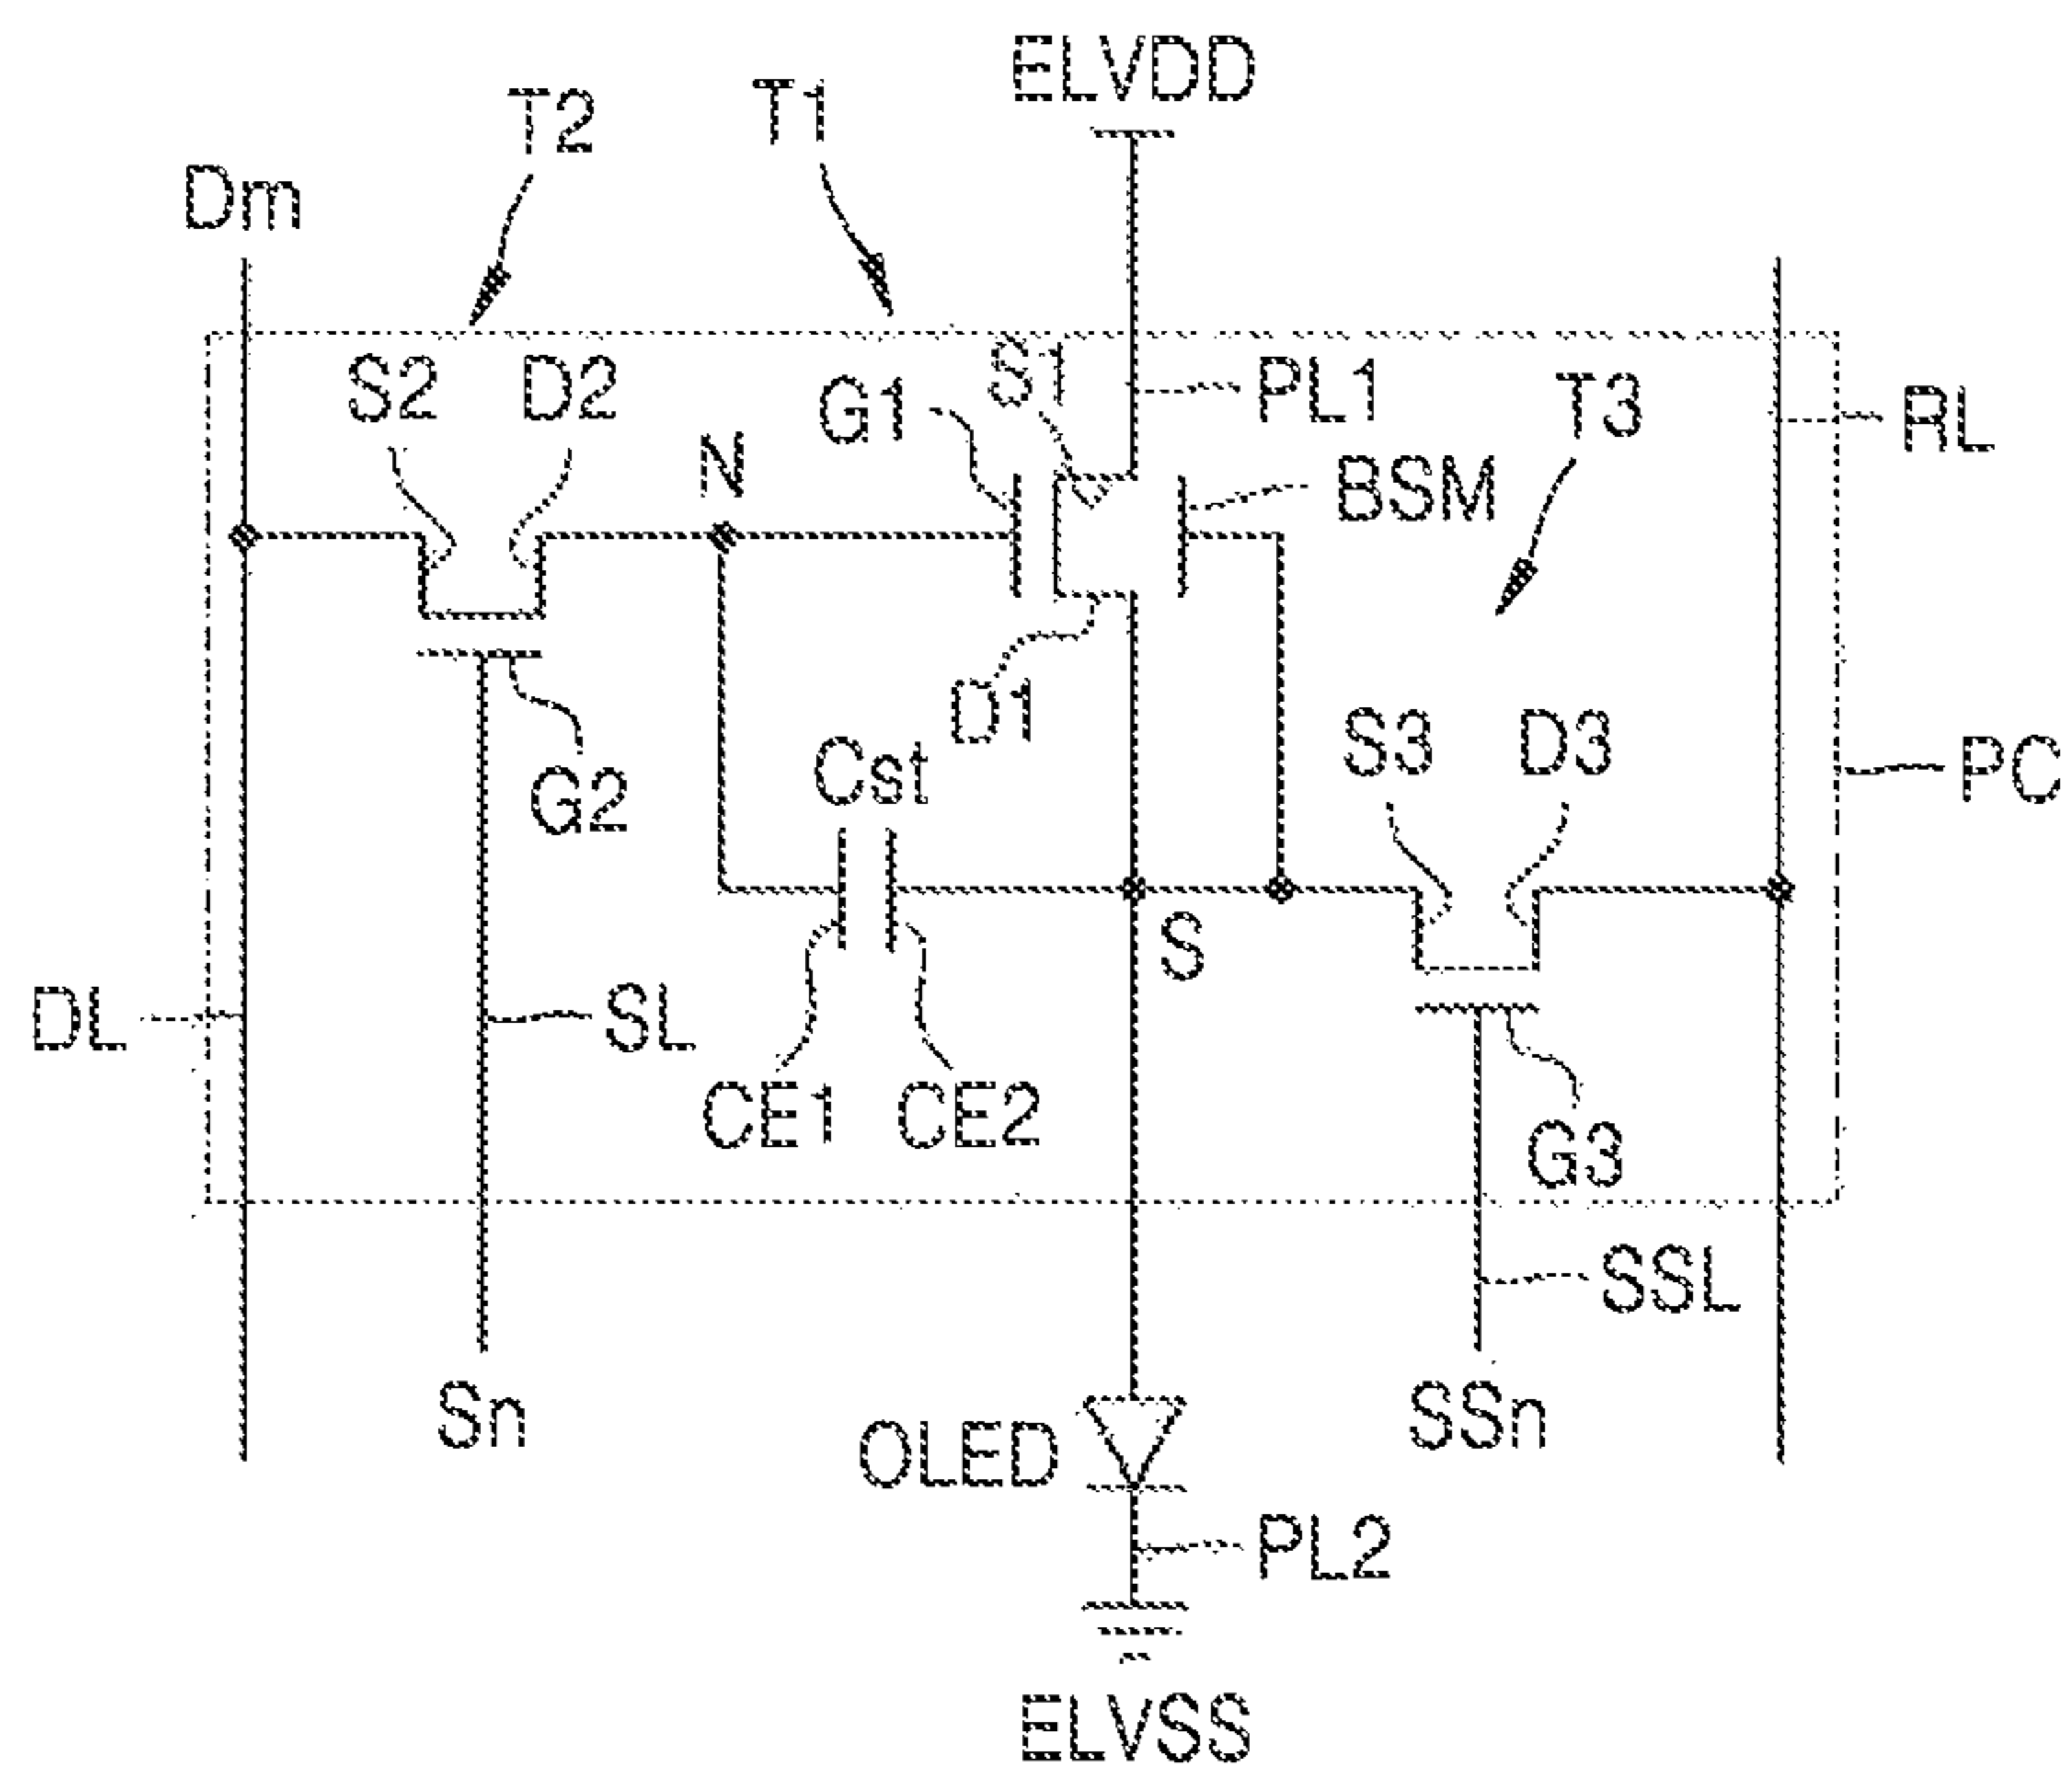 ELVDD
T2
T1
Dm
S2
D2
G1
S1
PL1
T3
RL
N
BSM
D1
Cst
G2
S3
D3
PC
S
DL
SL
CE1
CE2
G3
SSL
Sn
OLED
SSn
PL2
ELVSS